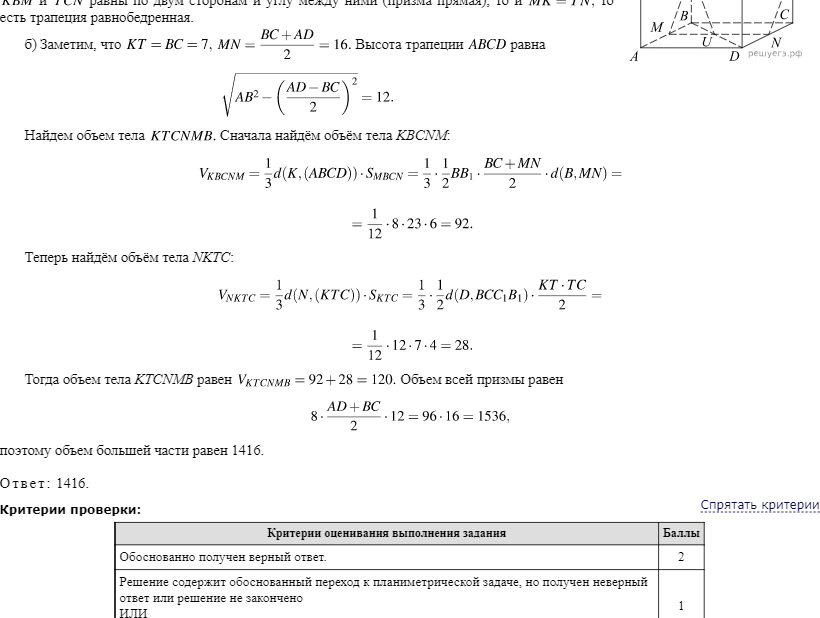 KBM и TCN равны по двум сторонам и углу между ними (призма прямая), то и MK = TN, то
есть трапеция равнобедренная.
б) Заметим, что KT = BC = 7, MN = \frac{BC + AD}{2} = 16. Высота трапеции ABCD равна
\sqrt{AB^2 - \left(\frac{AD - BC}{2}\right)^2} = 12.
B
C
M
U
N
A
D
решуегэ.рф
Найдем объем тела KTCNMB. Сначала найдём объём тела KBCNM:
V_{KBCNM} = \frac{1}{3} d(K, (ABCD)) \cdot S_{MBCN} = \frac{1}{3} \cdot \frac{1}{2} BB_1 \cdot \frac{BC + MN}{2} \cdot d(B, MN) =
= \frac{1}{12} \cdot 8 \cdot 23 \cdot 6 = 92.
Теперь найдём объём тела NKTC:
V_{NKTC} = \frac{1}{3} d(N, (KTC)) \cdot S_{KTC} = \frac{1}{3} \cdot \frac{1}{2} d(D, BCC_1B_1) \cdot \frac{KT \cdot TC}{2} =
= \frac{1}{12} \cdot 12 \cdot 7 \cdot 4 = 28.
Тогда объем тела KTCNMB равен V_{KTCNMB} = 92 + 28 = 120. Объем всей призмы равен
8 \cdot \frac{AD + BC}{2} \cdot 12 = 96 \cdot 16 = 1536,
поэтому объем большей части равен 1416.
Ответ: 1416.
Спрятать критерии
Критерии проверки:
Критерии оценивания выполнения задания Баллы
Обоснованно получен верный ответ. 2
Решение содержит обоснованный переход к планиметрической задаче, но получен неверный
ответ или решение не закончено
ИЛИ
1